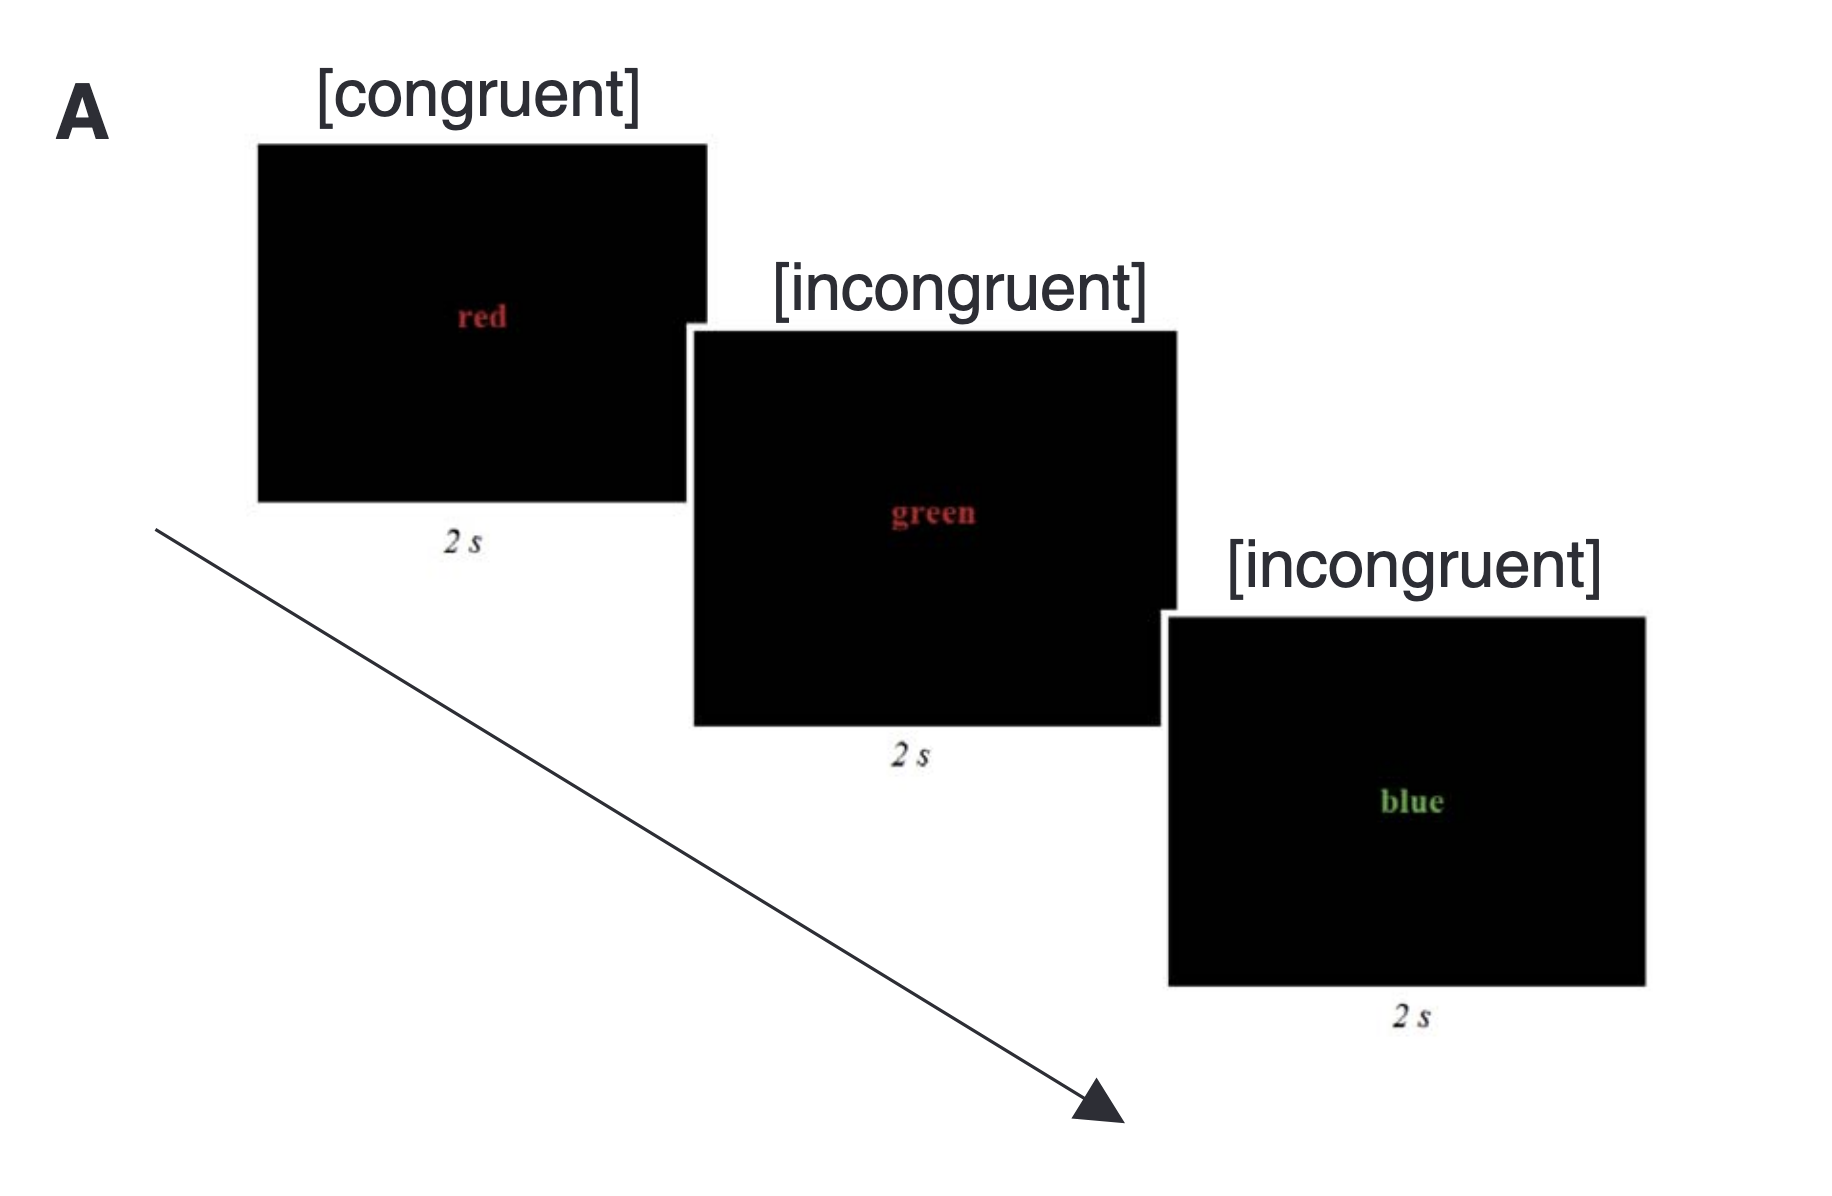 A
[congruent]
red
2 s
[incongruent]
green
2 s
[incongruent]
blue
2 s